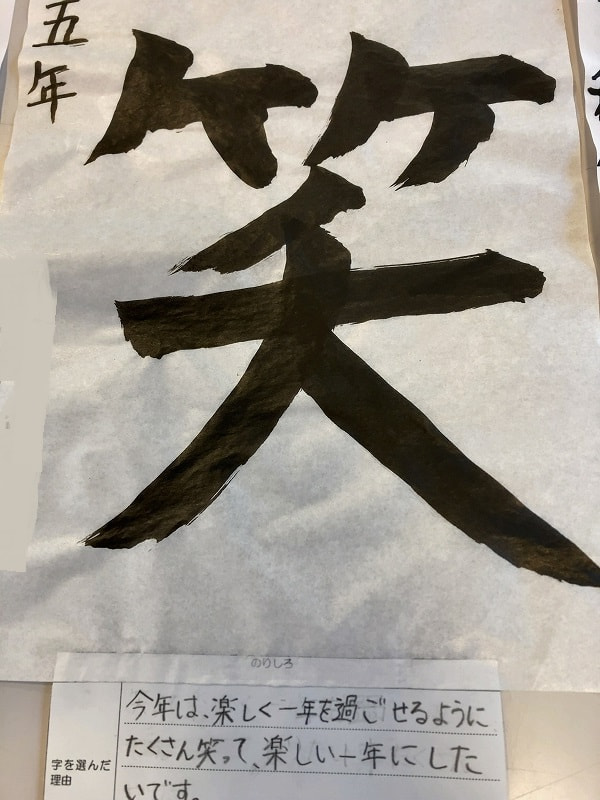 五年
笑
のりしろ
字を選んだ
理由
今年は、楽しく一年を過ごせるように
たくさん笑って、楽しい十年にした
いです。